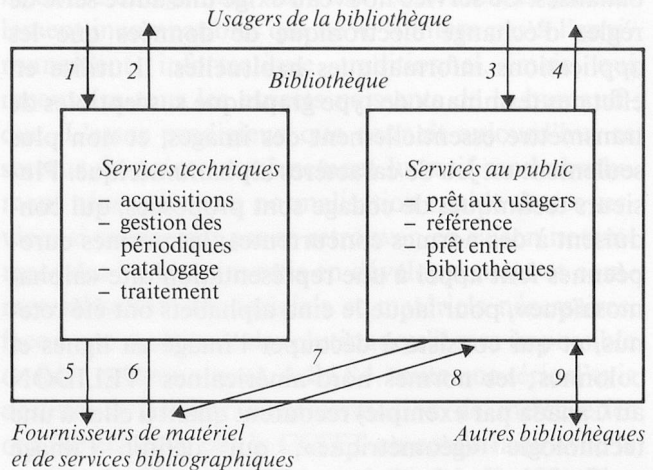 Usagers de la bibliothèque
1
2
3
4
Bibliothèque
Services techniques
– acquisitions
– gestion des
périodiques
– catalogage
– traitement
Services au public
– prêt aux usagers
– référence
– prêt entre
bibliothèques
5
6
7
8
Fournisseurs de matériel
et de services bibliographiques
Autres bibliothèques